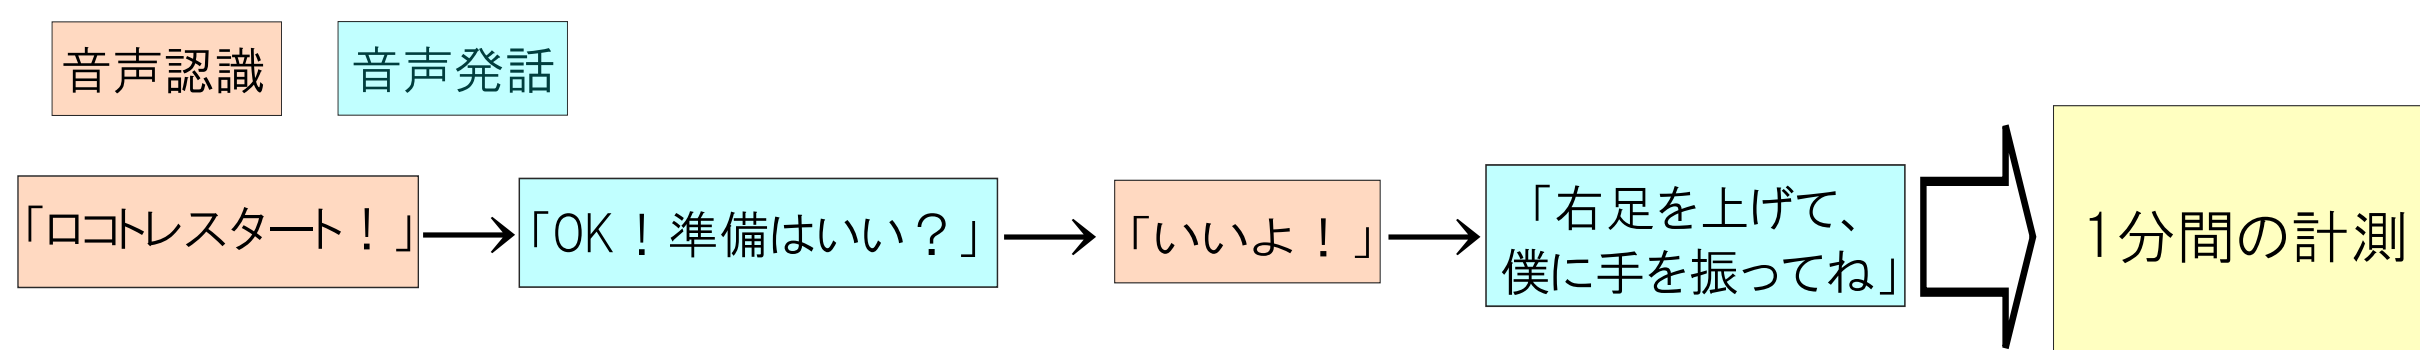 音声認識
音声発話
「ロコトレスタート！」
「OK！準備はいい？」
「いいよ！」
「右足を上げて、
僕に手を振ってね」
1分間の計測